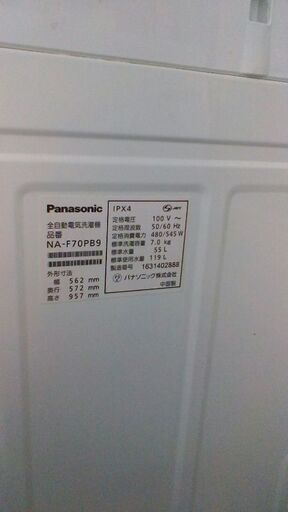 Panasonic
全自動電気洗濯機
品番
NA-F70PB9
外形寸法
幅 562 mm
奥行 572 mm
高さ 957 mm
IPX4
定格電圧 100 V ～
定格周波数 50/60 Hz
定格消費電力 480/545 W
標準洗濯容量 7.0 kg
標準水量 55 L
標準使用水量 119 L
製造番号 1631402888
パナソニック株式会社
中国製